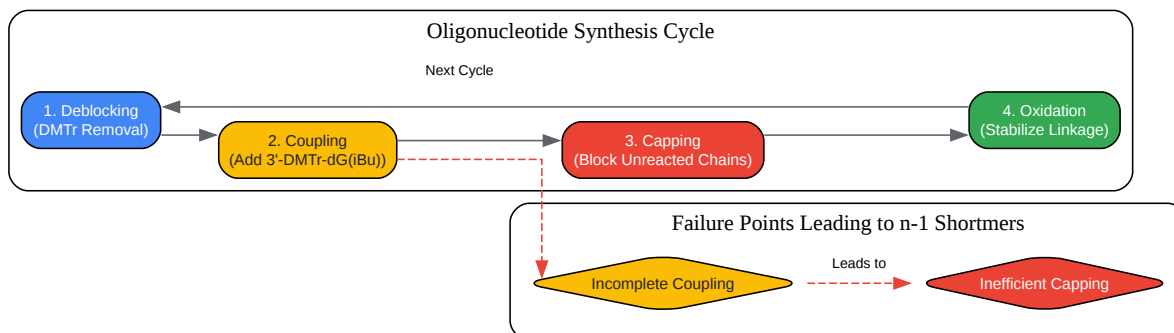 Oligonucleotide Synthesis Cycle
Next Cycle
1. Deblocking
(DMTr Removal)
2. Coupling
(Add 3'-DMTr-dG(iBu))
3. Capping
(Block Unreacted Chains)
4. Oxidation
(Stabilize Linkage)
Failure Points Leading to n-1 Shortmers
Incomplete Coupling
Leads to
Inefficient Capping